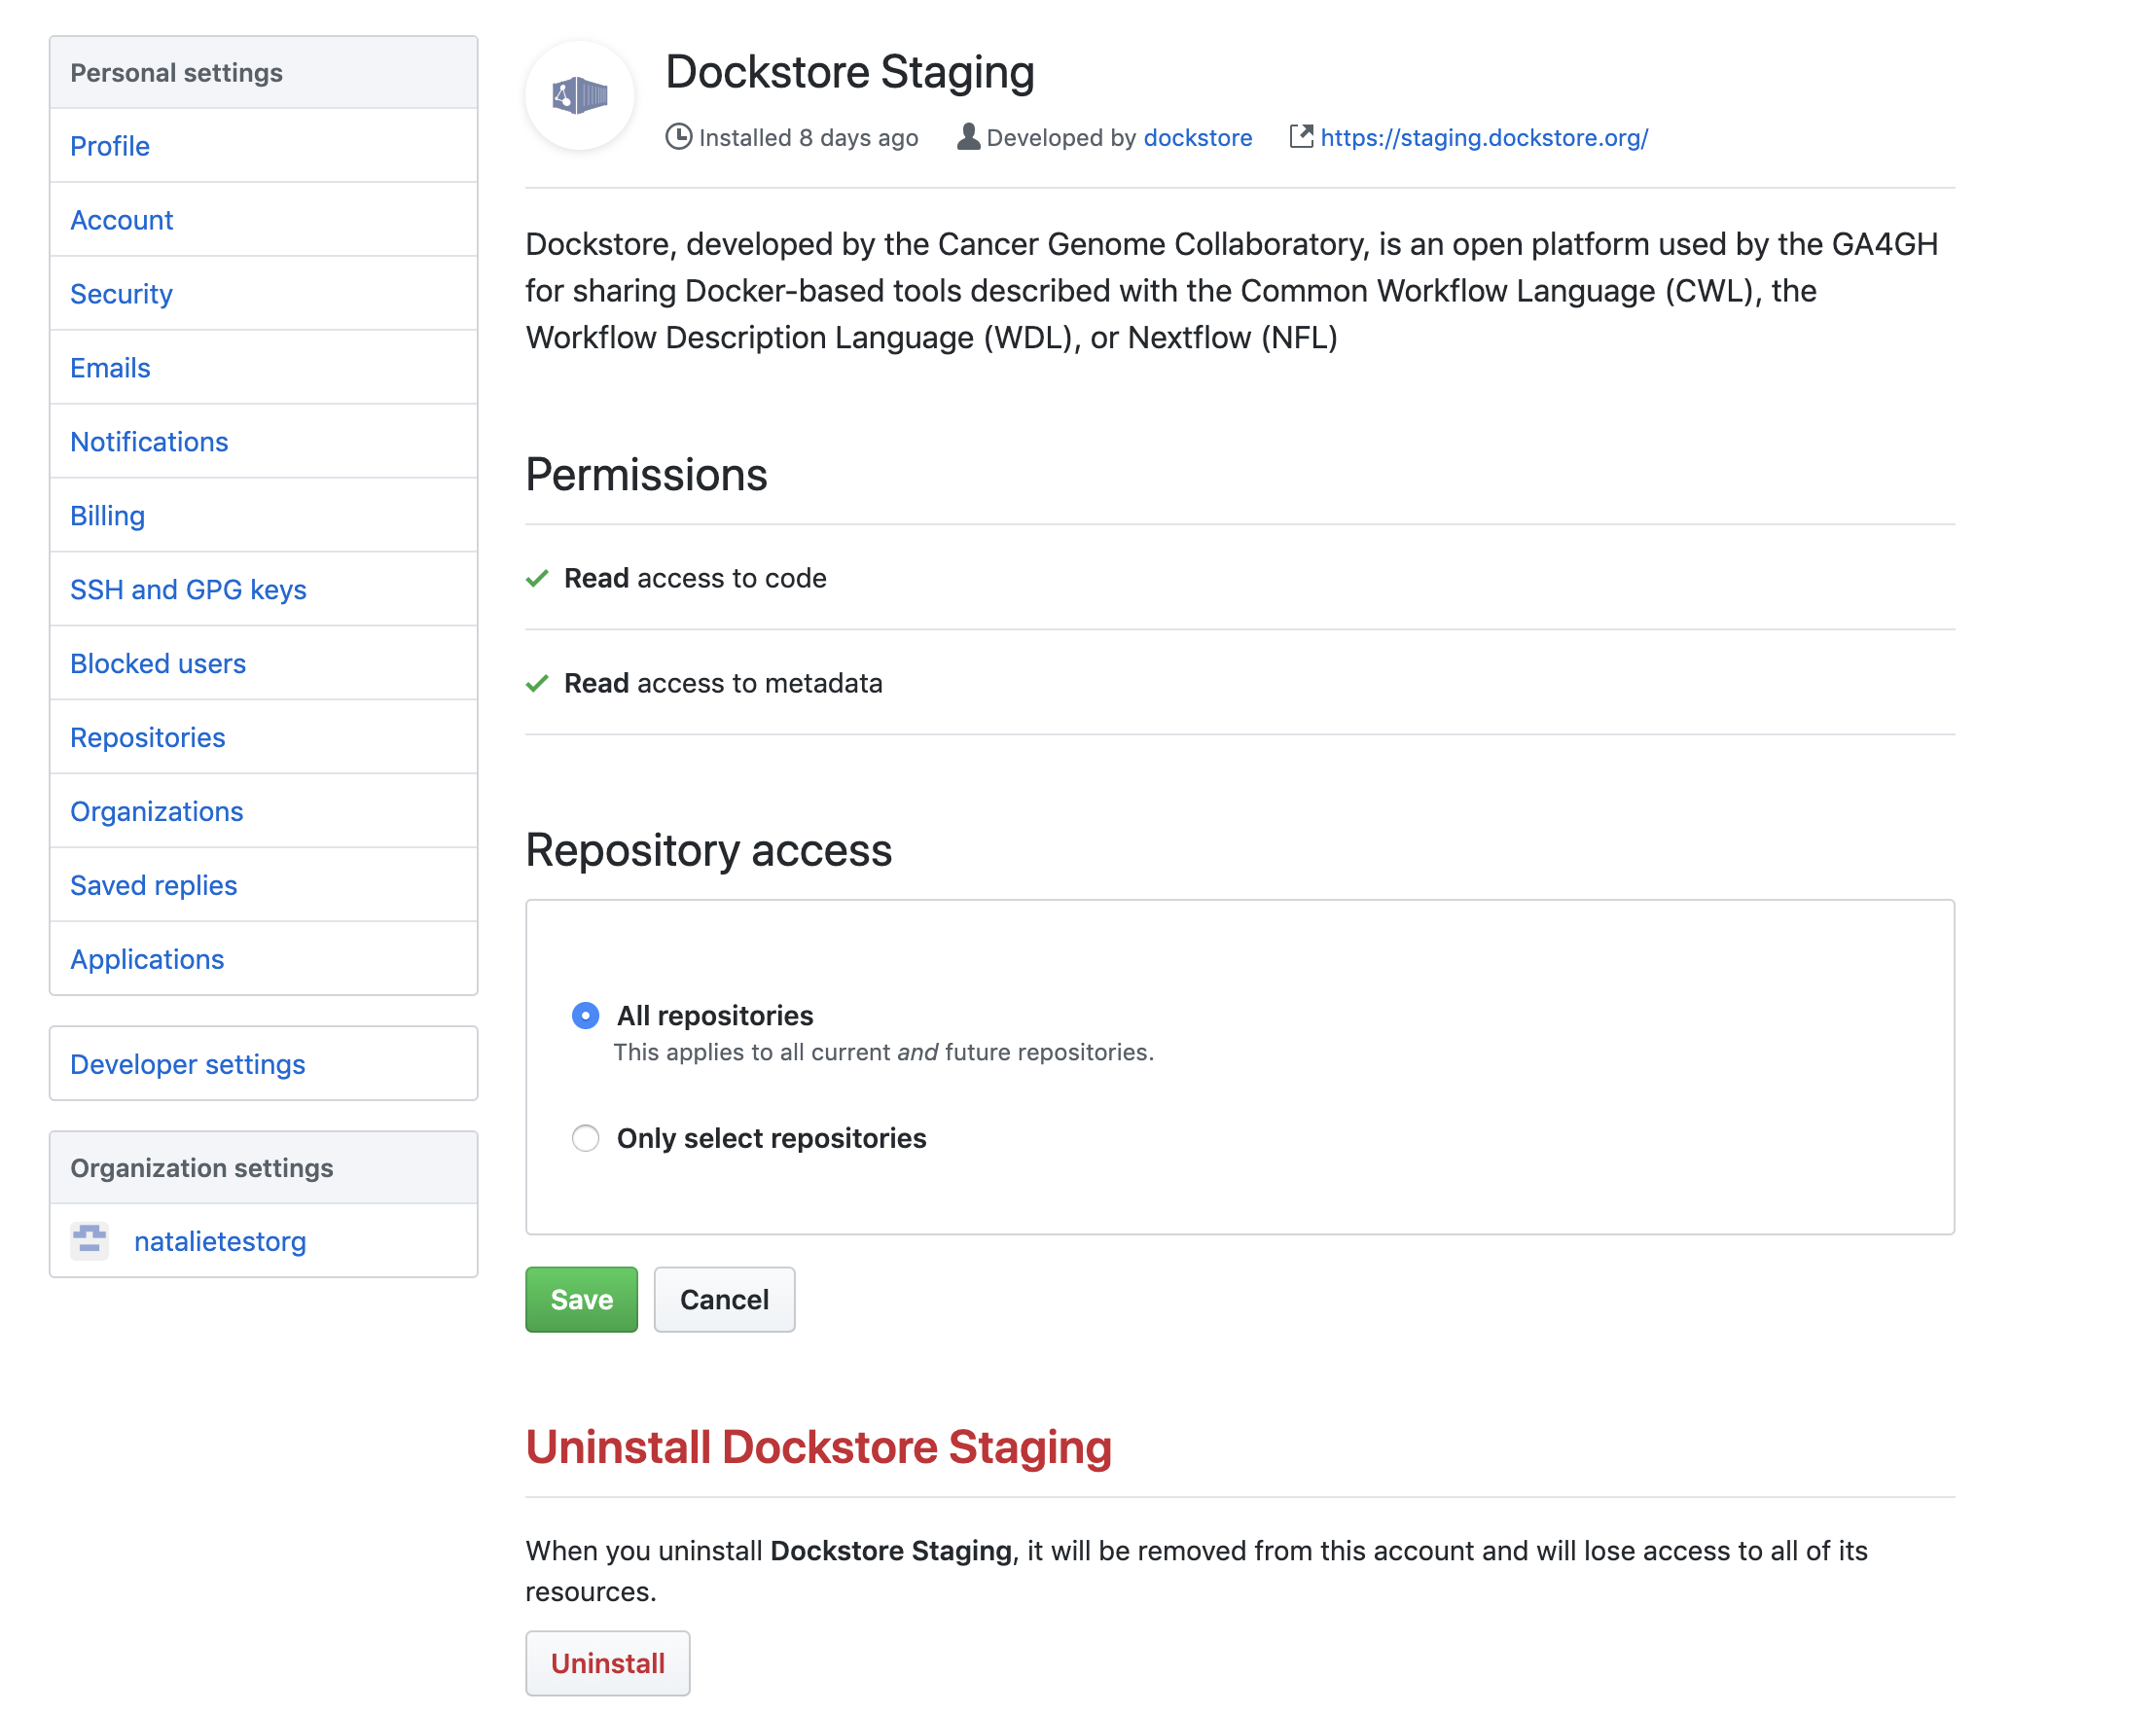 Personal settings
Profile
Account
Security
Emails
Notifications
Billing
SSH and GPG keys
Blocked users
Repositories
Organizations
Saved replies
Applications
Developer settings
Organization settings
natalietestorg
Dockstore Staging
Installed 8 days ago Developed by dockstore https://staging.dockstore.org/
Dockstore, developed by the Cancer Genome Collaboratory, is an open platform used by the GA4GH
for sharing Docker-based tools described with the Common Workflow Language (CWL), the
Workflow Description Language (WDL), or Nextflow (NFL)
Permissions
Read access to code
Read access to metadata
Repository access
All repositories
This applies to all current and future repositories.
Only select repositories
Save Cancel
Uninstall Dockstore Staging
When you uninstall Dockstore Staging, it will be removed from this account and will lose access to all of its
resources.
Uninstall